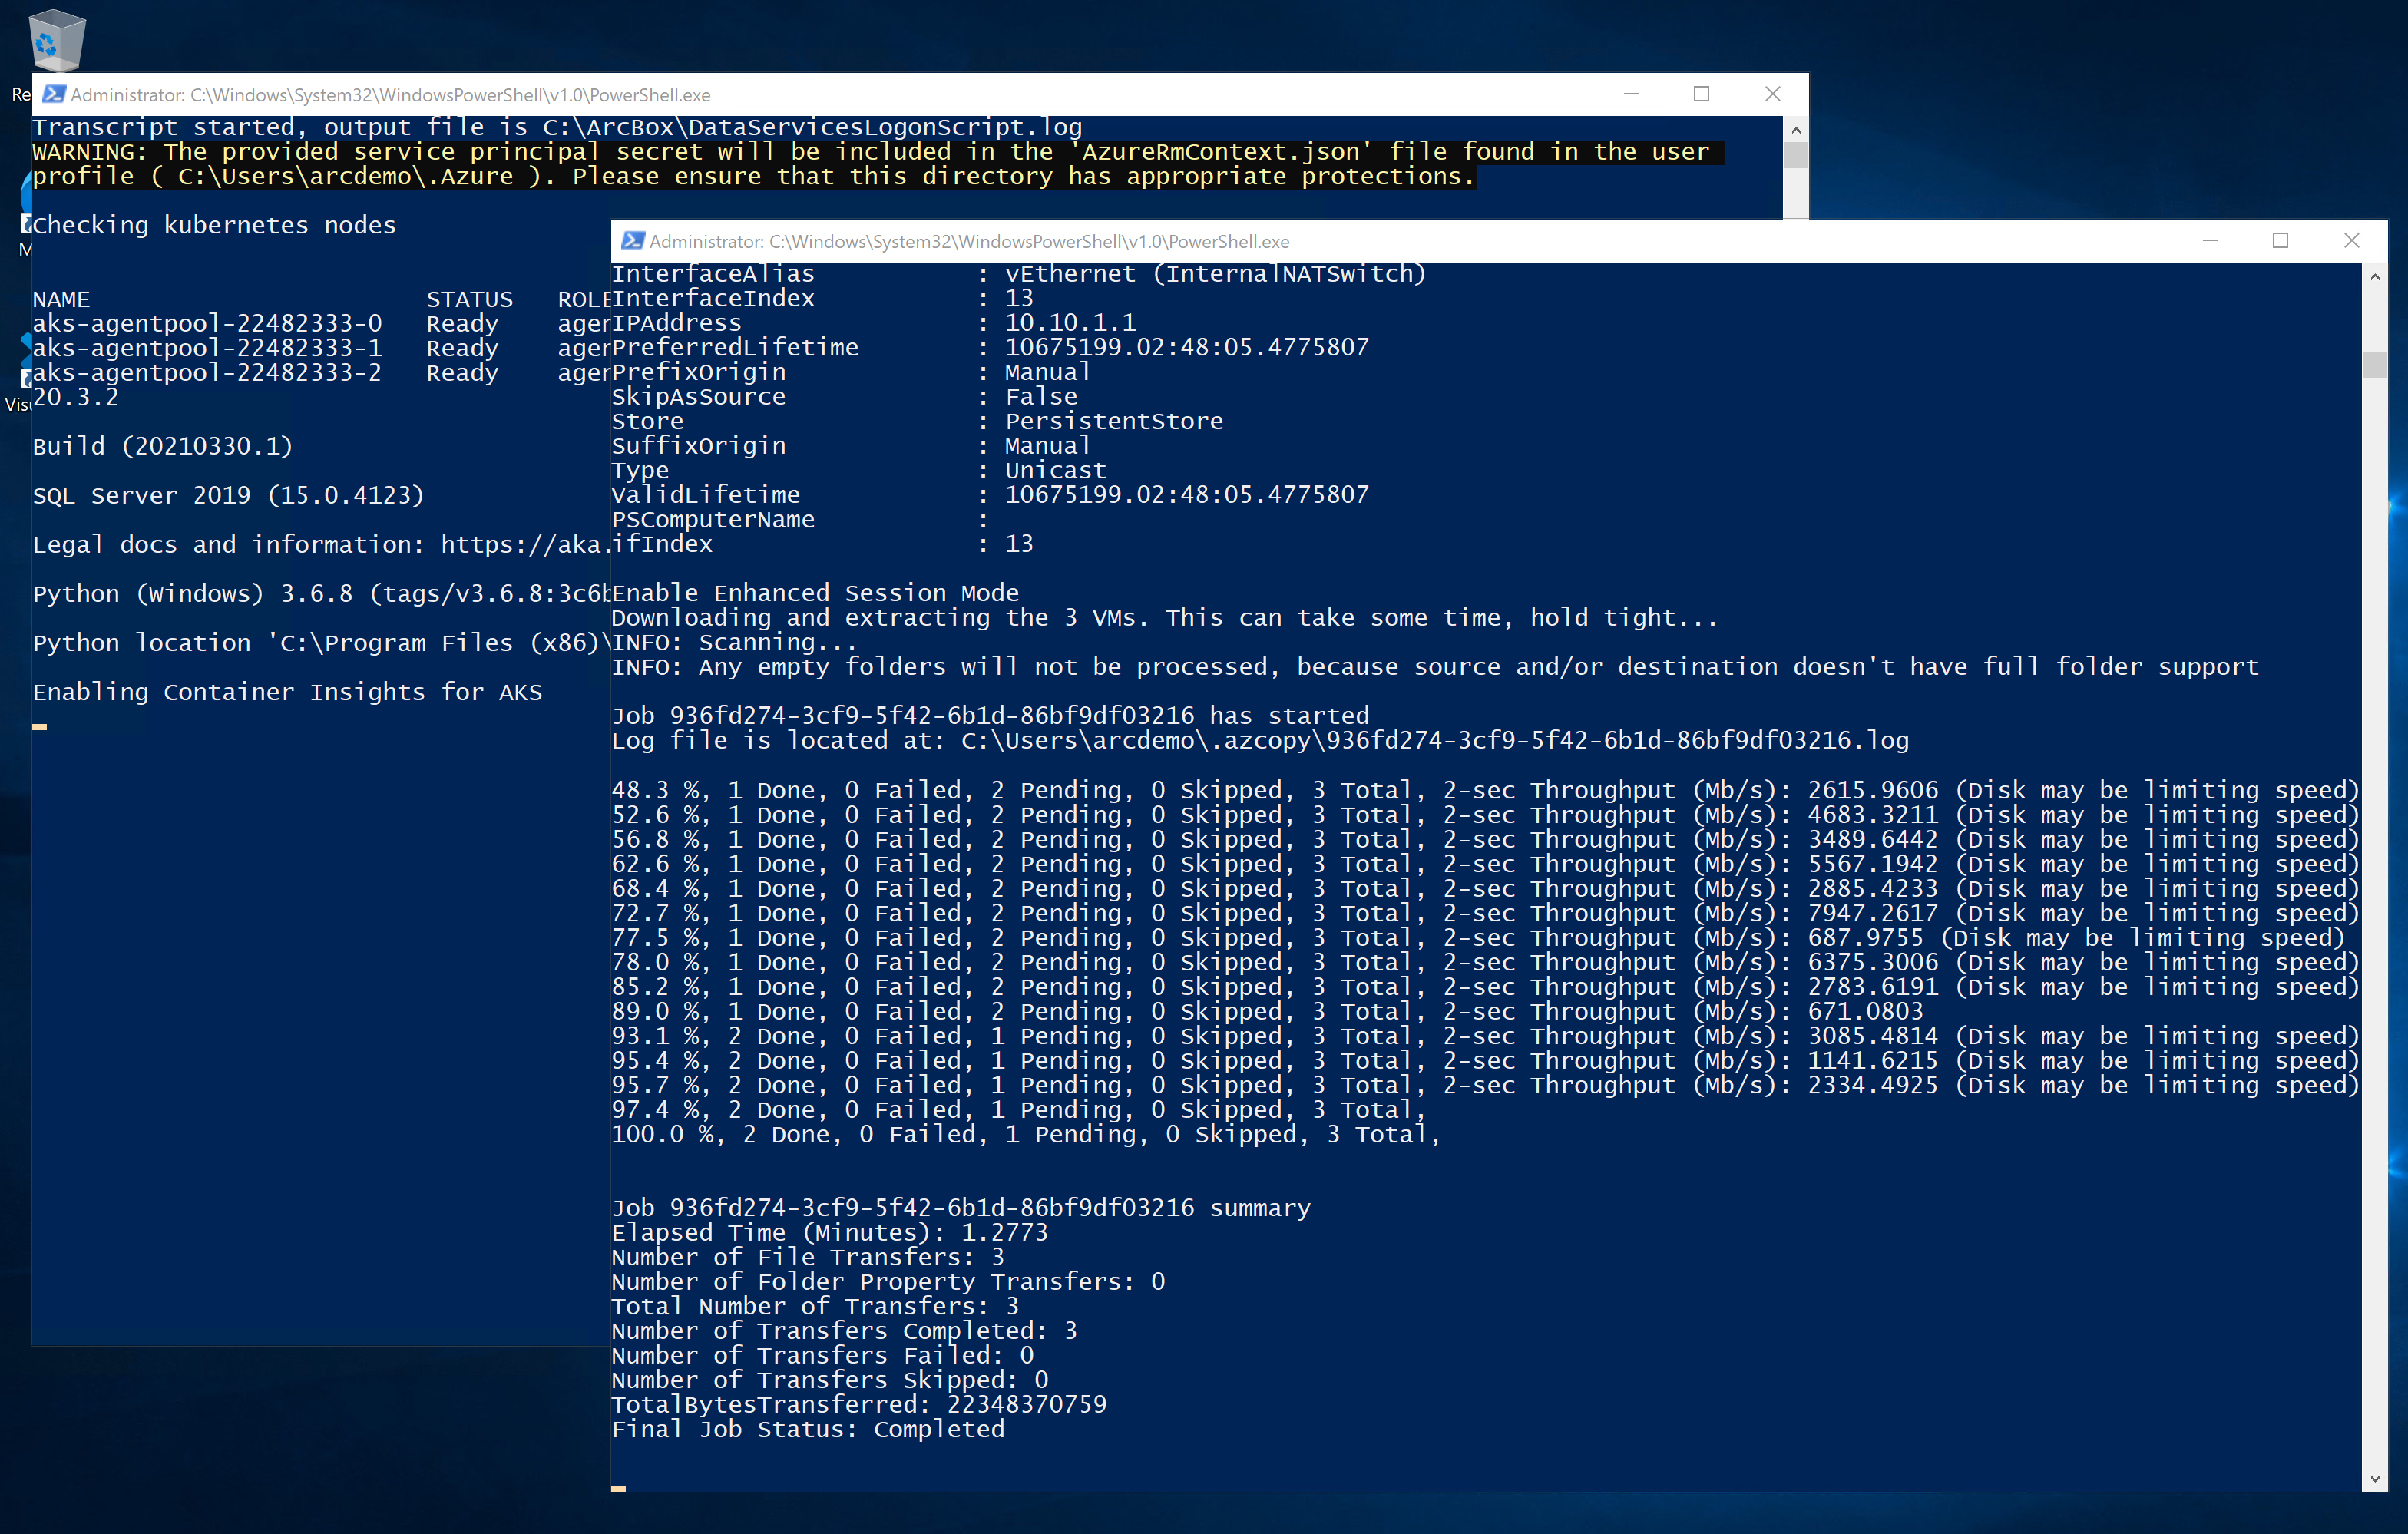 Re
M
Visu
Administrator: C:\Windows\System32\WindowsPowerShell\v1.0\PowerShell.exe
Transcript started, output file is C:\ArcBox\DataServicesLogonScript.log
WARNING: The provided service principal secret will be included in the 'AzureRmContext.json' file found in the user
profile ( C:\Users\arcdemo\.Azure ). Please ensure that this directory has appropriate protections.
Checking kubernetes nodes
NAME STATUS ROLE
aks-agentpool-22482333-0 Ready agen
aks-agentpool-22482333-1 Ready agen
aks-agentpool-22482333-2 Ready agen
20.3.2
Build (20210330.1)
SQL Server 2019 (15.0.4123)
Legal docs and information: https://aka.
Python (Windows) 3.6.8 (tags/v3.6.8:3c6b
Python location 'C:\Program Files (x86)\
Enabling Container Insights for AKS
Administrator: C:\Windows\System32\WindowsPowerShell\v1.0\PowerShell.exe
InterfaceAlias : vEthernet (InternalNATSwitch)
InterfaceIndex : 13
IPAddress : 10.10.1.1
PreferredLifetime : 10675199.02:48:05.4775807
PrefixOrigin : Manual
SkipAsSource : False
Store : PersistentStore
SuffixOrigin : Manual
Type : Unicast
ValidLifetime : 10675199.02:48:05.4775807
PSComputerName :
ifIndex : 13
Enable Enhanced Session Mode
Downloading and extracting the 3 VMs. This can take some time, hold tight...
INFO: Scanning...
INFO: Any empty folders will not be processed, because source and/or destination doesn't have full folder support
Job 936fd274-3cf9-5f42-6b1d-86bf9df03216 has started
Log file is located at: C:\Users\arcdemo\.azcopy\936fd274-3cf9-5f42-6b1d-86bf9df03216.log
48.3 %, 1 Done, 0 Failed, 2 Pending, 0 Skipped, 3 Total, 2-sec Throughput (Mb/s): 2615.9606 (Disk may be limiting speed)
52.6 %, 1 Done, 0 Failed, 2 Pending, 0 Skipped, 3 Total, 2-sec Throughput (Mb/s): 4683.3211 (Disk may be limiting speed)
56.8 %, 1 Done, 0 Failed, 2 Pending, 0 Skipped, 3 Total, 2-sec Throughput (Mb/s): 3489.6442 (Disk may be limiting speed)
62.6 %, 1 Done, 0 Failed, 2 Pending, 0 Skipped, 3 Total, 2-sec Throughput (Mb/s): 5567.1942 (Disk may be limiting speed)
68.4 %, 1 Done, 0 Failed, 2 Pending, 0 Skipped, 3 Total, 2-sec Throughput (Mb/s): 2885.4233 (Disk may be limiting speed)
72.7 %, 1 Done, 0 Failed, 2 Pending, 0 Skipped, 3 Total, 2-sec Throughput (Mb/s): 7947.2617 (Disk may be limiting speed)
77.5 %, 1 Done, 0 Failed, 2 Pending, 0 Skipped, 3 Total, 2-sec Throughput (Mb/s): 687.9755 (Disk may be limiting speed)
78.0 %, 1 Done, 0 Failed, 2 Pending, 0 Skipped, 3 Total, 2-sec Throughput (Mb/s): 6375.3006 (Disk may be limiting speed)
85.2 %, 1 Done, 0 Failed, 2 Pending, 0 Skipped, 3 Total, 2-sec Throughput (Mb/s): 2783.6191 (Disk may be limiting speed)
89.0 %, 1 Done, 0 Failed, 2 Pending, 0 Skipped, 3 Total, 2-sec Throughput (Mb/s): 671.0803
93.1 %, 2 Done, 0 Failed, 1 Pending, 0 Skipped, 3 Total, 2-sec Throughput (Mb/s): 3085.4814 (Disk may be limiting speed)
95.4 %, 2 Done, 0 Failed, 1 Pending, 0 Skipped, 3 Total, 2-sec Throughput (Mb/s): 1141.6215 (Disk may be limiting speed)
95.7 %, 2 Done, 0 Failed, 1 Pending, 0 Skipped, 3 Total, 2-sec Throughput (Mb/s): 2334.4925 (Disk may be limiting speed)
97.4 %, 2 Done, 0 Failed, 1 Pending, 0 Skipped, 3 Total,
100.0 %, 2 Done, 0 Failed, 1 Pending, 0 Skipped, 3 Total,
Job 936fd274-3cf9-5f42-6b1d-86bf9df03216 summary
Elapsed Time (Minutes): 1.2773
Number of File Transfers: 3
Number of Folder Property Transfers: 0
Total Number of Transfers: 3
Number of Transfers Completed: 3
Number of Transfers Failed: 0
Number of Transfers Skipped: 0
TotalBytesTransferred: 22348370759
Final Job Status: Completed